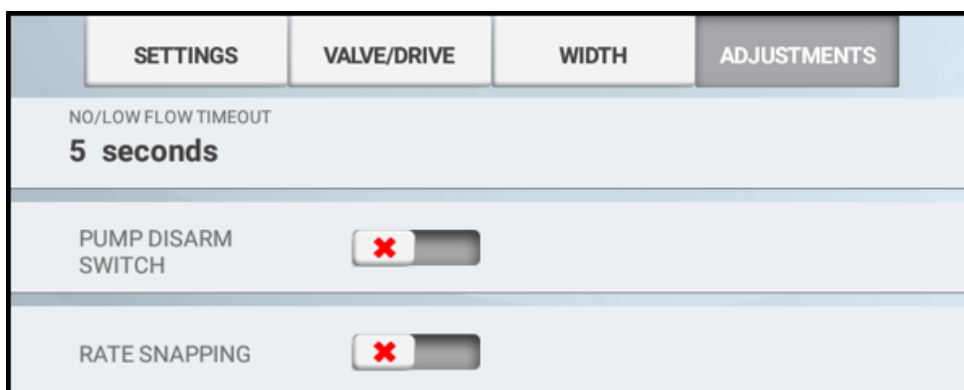 SETTINGS VALVE/DRIVE WIDTH ADJUSTMENTS
NO/LOW FLOW TIMEOUT
5 seconds
PUMP DISARM
SWITCH
RATE SNAPPING